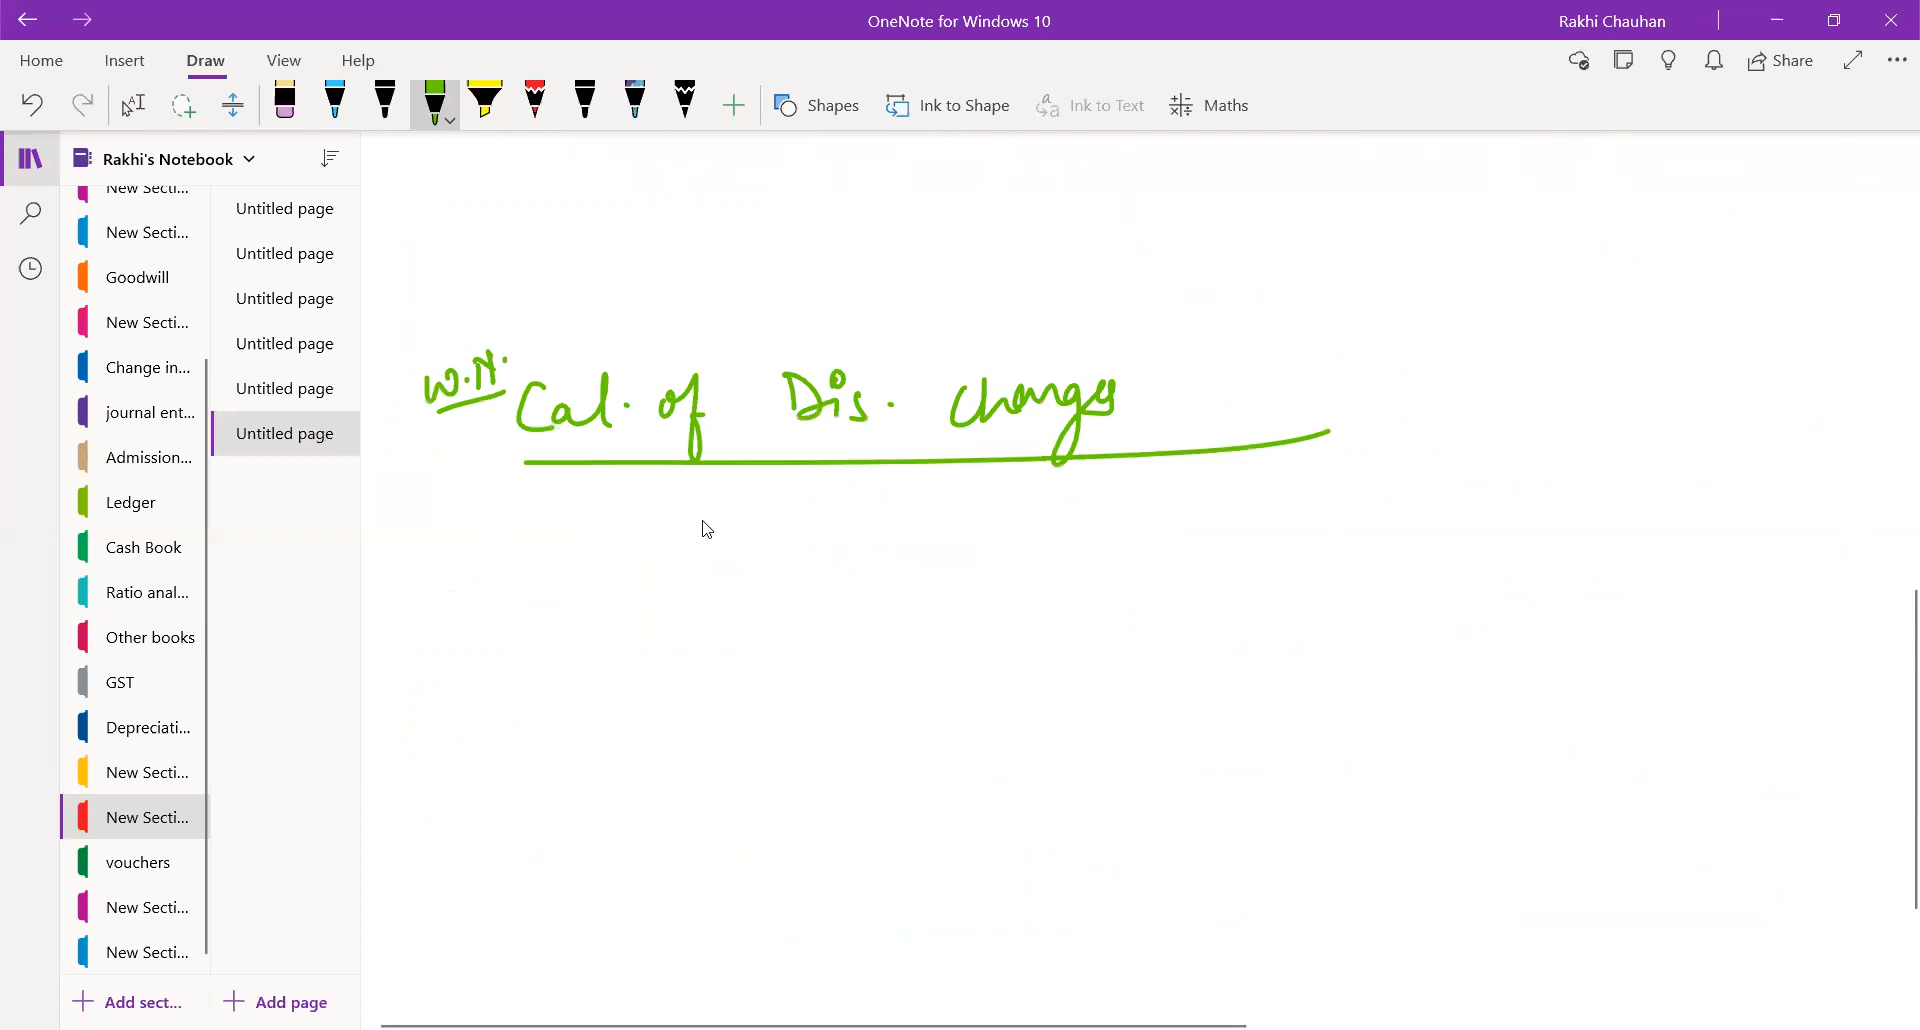 OneNote for Windows 10
Rakhi Chauhan
Home Insert Draw View Help
Share
Shapes Ink to Shape Ink to Text Maths
Rakhi's Notebook
New Secti...
New Secti...
Goodwill
New Secti...
Change in...
journal ent...
Admission...
Ledger
Cash Book
Ratio anal...
Other books
GST
Depreciati...
New Secti...
New Secti...
vouchers
New Secti...
New Secti...
Add sect...
Untitled page
Untitled page
Untitled page
Untitled page
Untitled page
Untitled page
Add page
W.N. Cal. of Dis. Changes